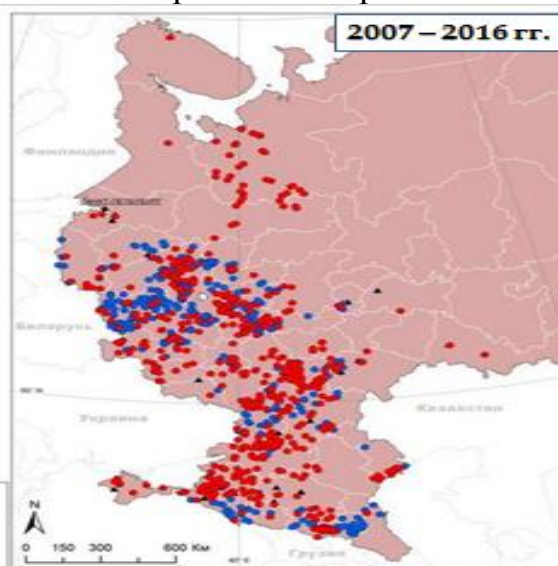 2007 – 2016 гг.
Финляндия
Беларусь
Украина
Казахстан
Грузия
N
0 150 300 600 Км